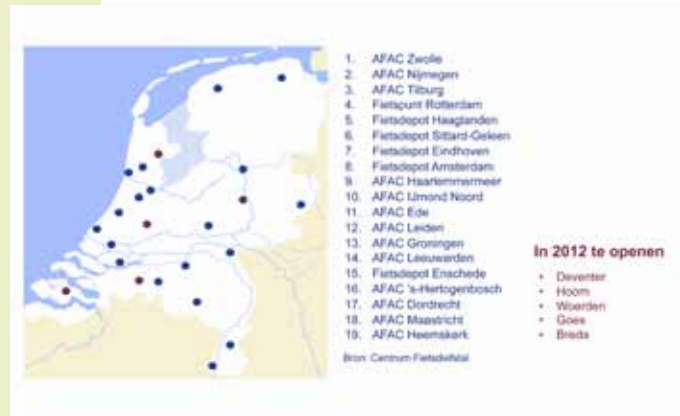 1. AFAC Zwolle
2. AFAC Nijmegen
3. AFAC Tilburg
4. Fietspunt Rotterdam
5. Fietsdepot Haaglanden
6. Fietsdepot Sittard-Geleen
7. Fietsdepot Eindhoven
8. Fietsdepot Amsterdam
9. AFAC Haarlemmermeer
10. AFAC IJmond Noord
11. AFAC Ede
12. AFAC Leiden
13. AFAC Groningen
14. AFAC Leeuwarden
15. Fietsdepot Enschede
16. AFAC 's-Hertogenbosch
17. AFAC Dordrecht
18. AFAC Maastricht
19. AFAC Heemskerk
Bron: Centrum Fietsdiefstal
In 2012 te openen
• Deventer
• Hoorn
• Woerden
• Goes
• Breda